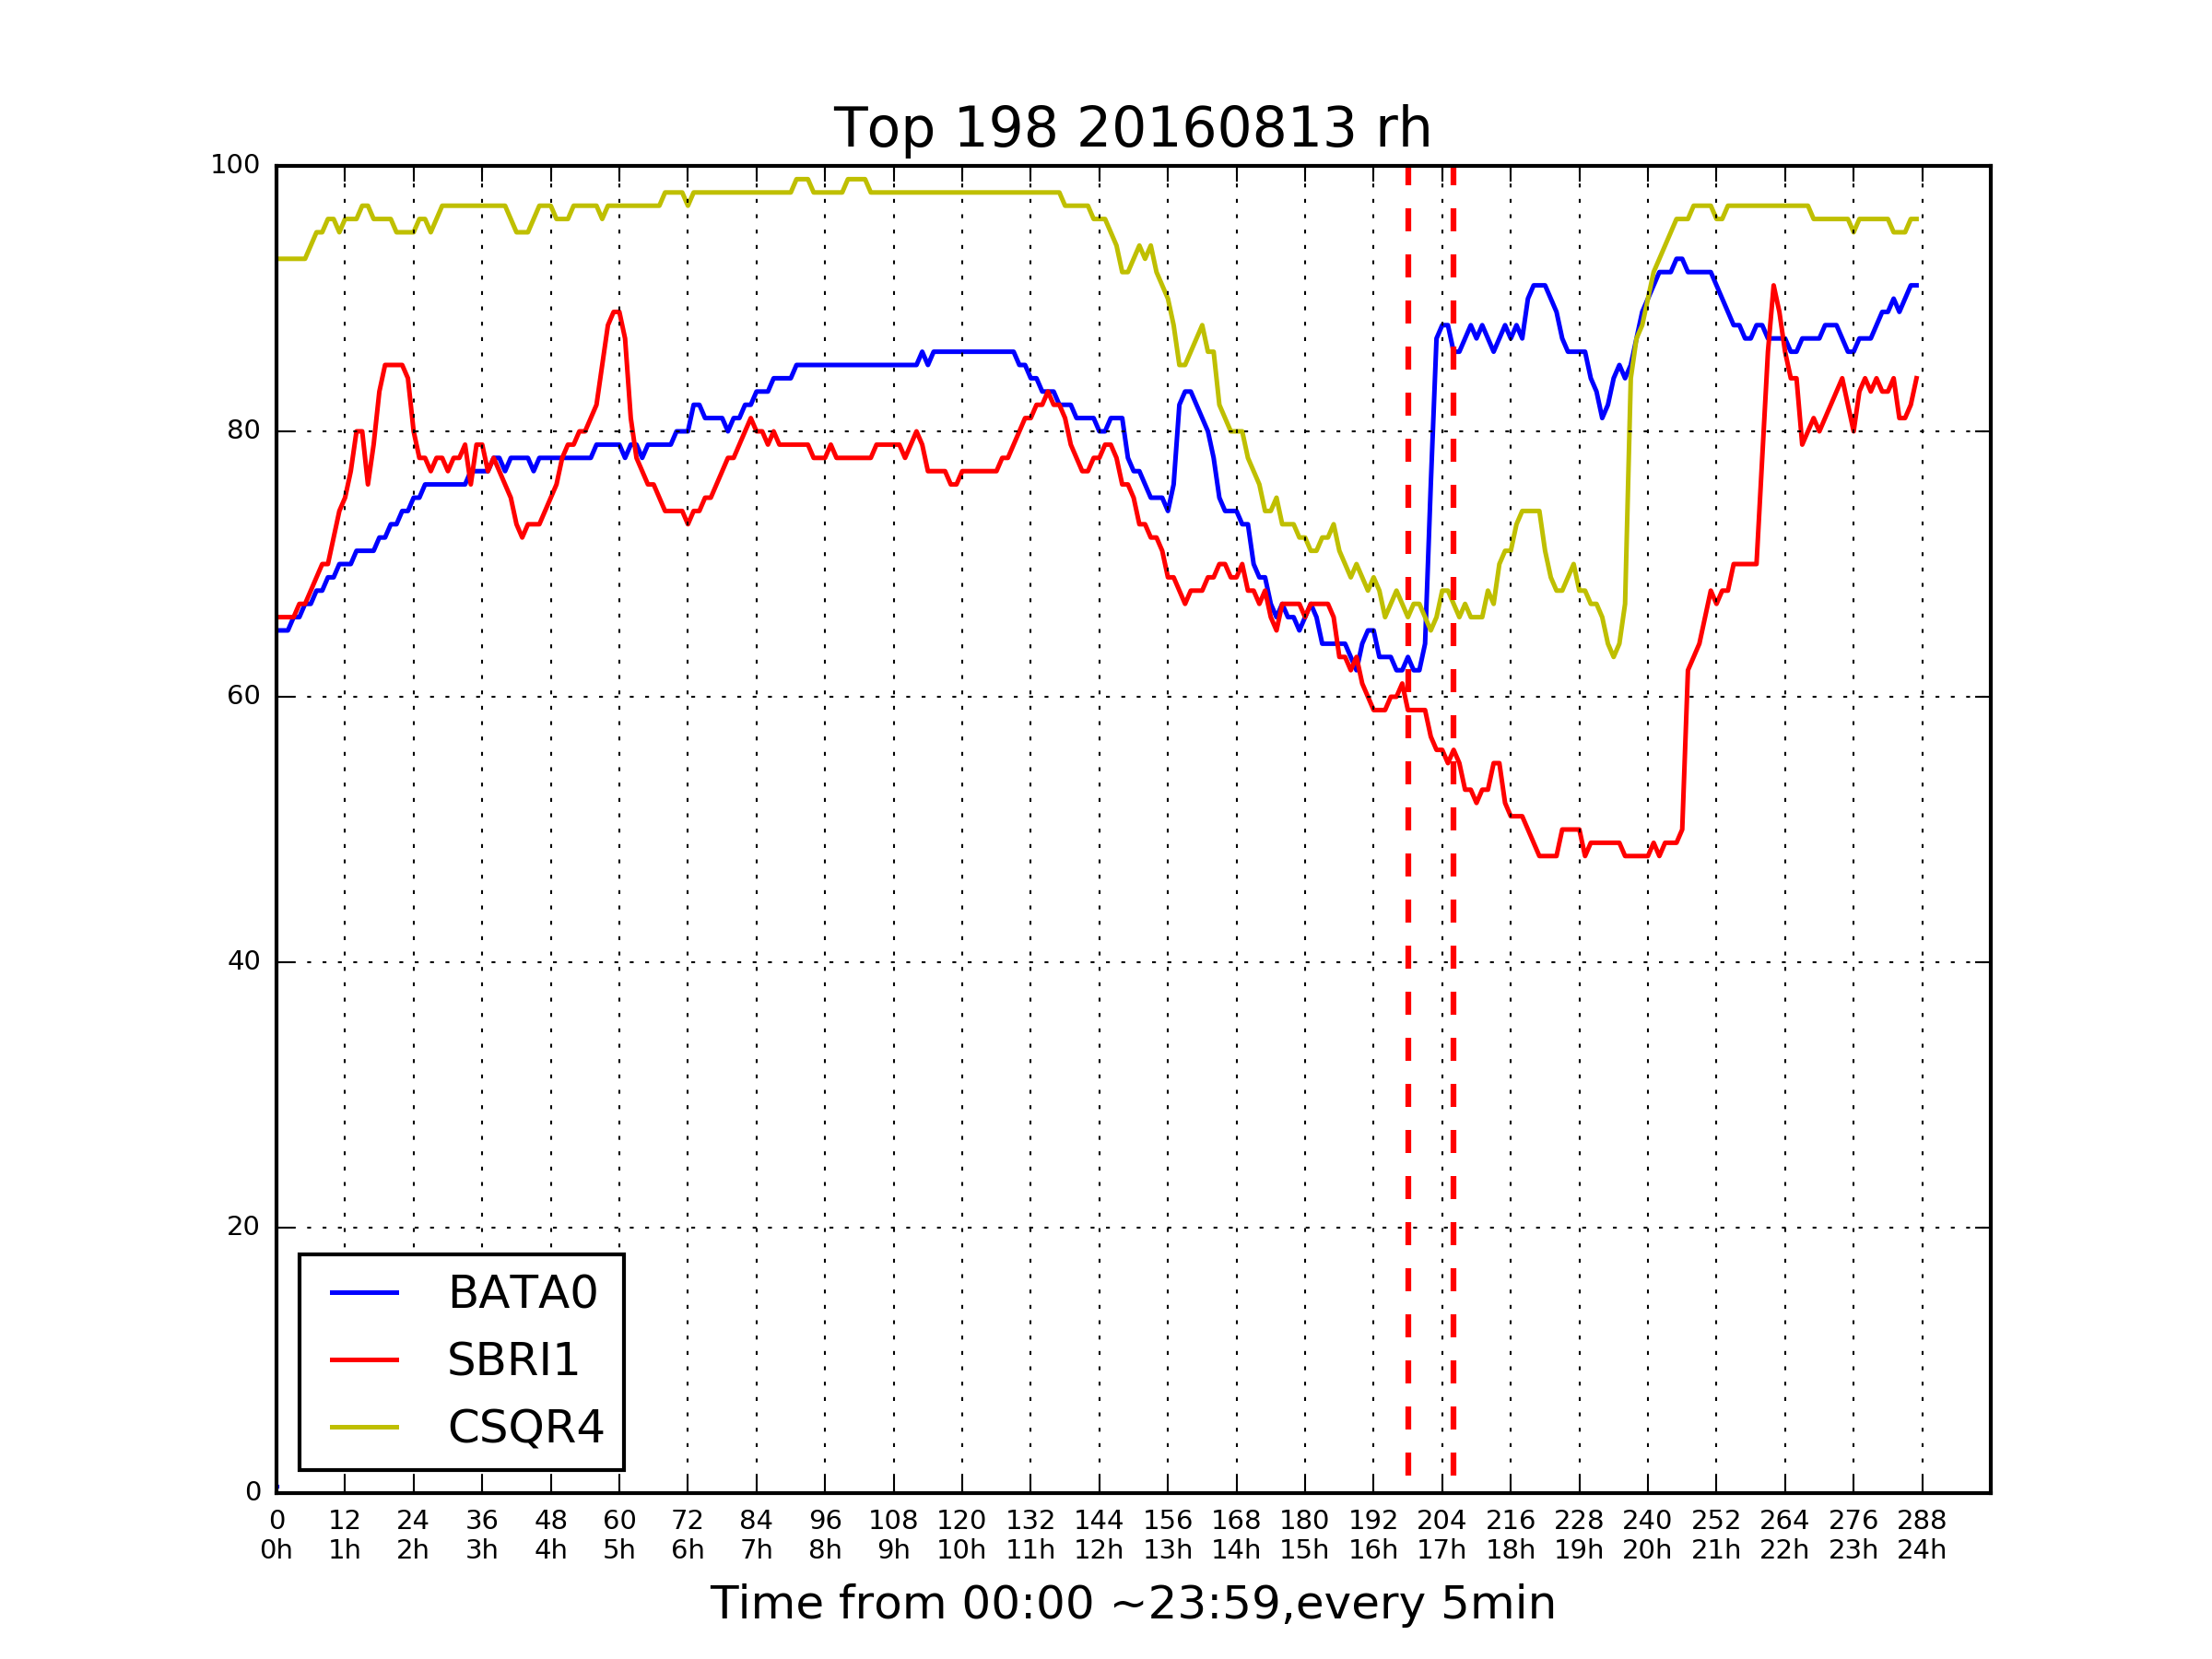 Top 198 20160813 rh
100
80
60
40
20
0
BATA0
SBRI1
CSQR4
0 12 24 36 48 60 72 84 96 108 120 132 144 156 168 180 192 204 216 228 240 252 264 276 288
0h 1h 2h 3h 4h 5h 6h 7h 8h 9h 10h 11h 12h 13h 14h 15h 16h 17h 18h 19h 20h 21h 22h 23h 24h
Time from 00:00 ~23:59,every 5min